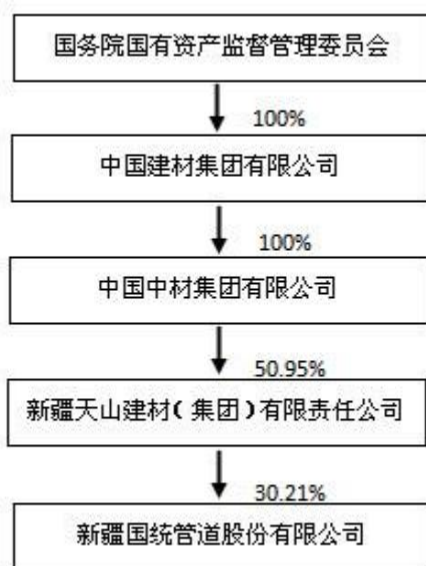 国务院国有资产监督管理委员会
100%
中国建材集团有限公司
100%
中国中材集团有限公司
50.95%
新疆天山建材(集团)有限责任公司
30.21%
新疆国统管道股份有限公司